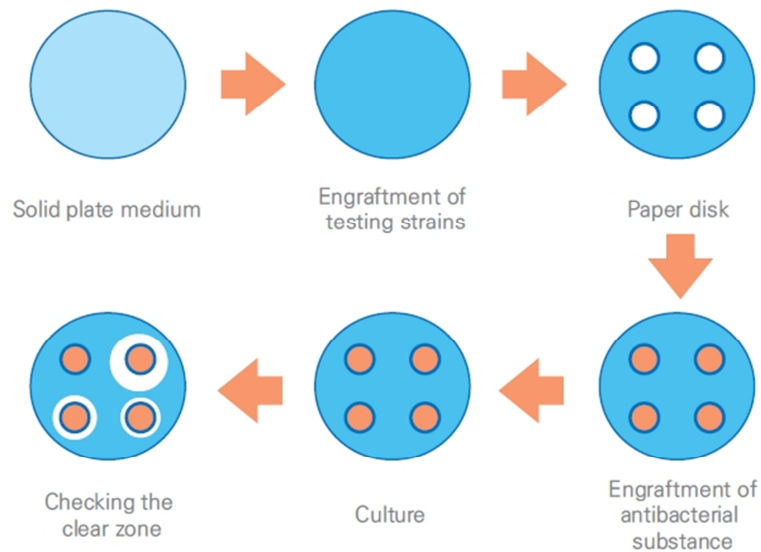 Solid plate medium
Engraftment of
testing strains
Paper disk
Engraftment of
antibacterial
substance
Culture
Checking the
clear zone